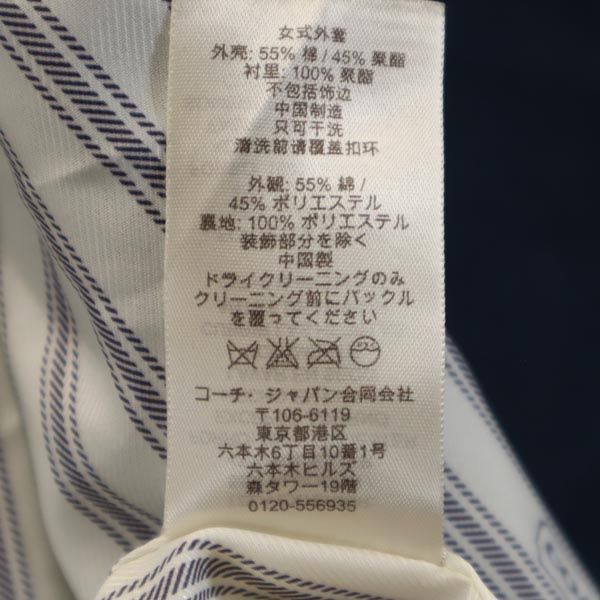 女式外套
外壳: 55% 棉 / 45% 聚酯
衬里: 100% 聚酯
不包括饰边
中国制造
只可干洗
清洗前请覆盖扣环
外観: 55% 綿 /
45% ポリエステル
裏地: 100% ポリエステル
装飾部分を除く
中国製
ドライクリーニングのみ
クリーニング前にバックル
を覆ってください
コーチ・ジャパン合同会社
〒106-6119
東京都港区
六本木6丁目10番1号
六本木ヒルズ
森タワー19階
0120-556935